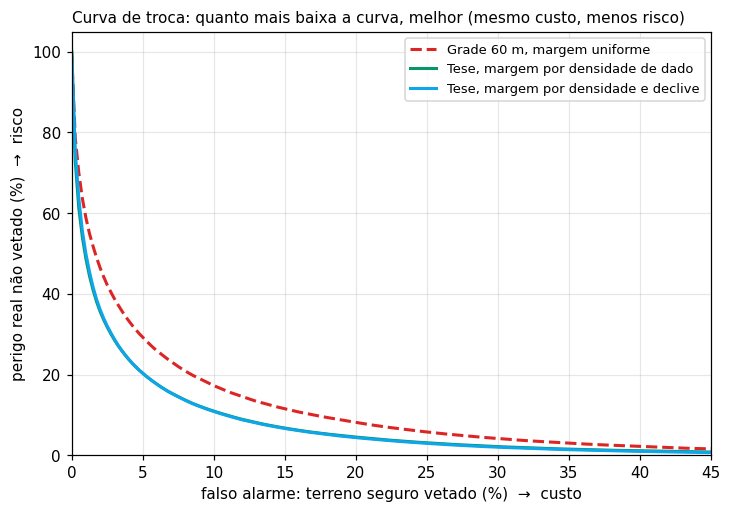 Curva de troca: quanto mais baixa a curva, melhor (mesmo custo, menos risco)
Grade 60 m, margem uniforme
Tese, margem por densidade de dado
Tese, margem por densidade e declive
perigo real não vetado (%) → risco
100
80
60
40
20
0
0 5 10 15 20 25 30 35 40 45
falso alarme: terreno seguro vetado (%) → custo